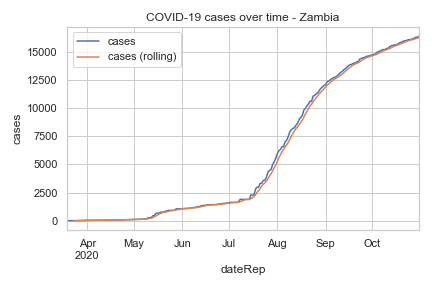 COVID-19 cases over time - Zambia
cases
cases (rolling)
15000
12500
10000
7500
5000
2500
0
cases
Apr May Jun Jul Aug Sep Oct
2020
dateRep